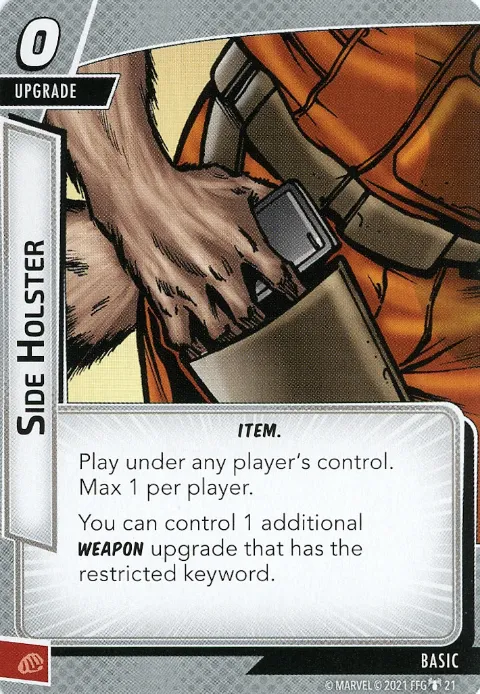 0
UPGRADE
SIDE HOLSTER
ITEM.
Play under any player's control.
Max 1 per player.
You can control 1 additional
WEAPON upgrade that has the
restricted keyword.
BASIC
© MARVEL © 2021 FFG 21